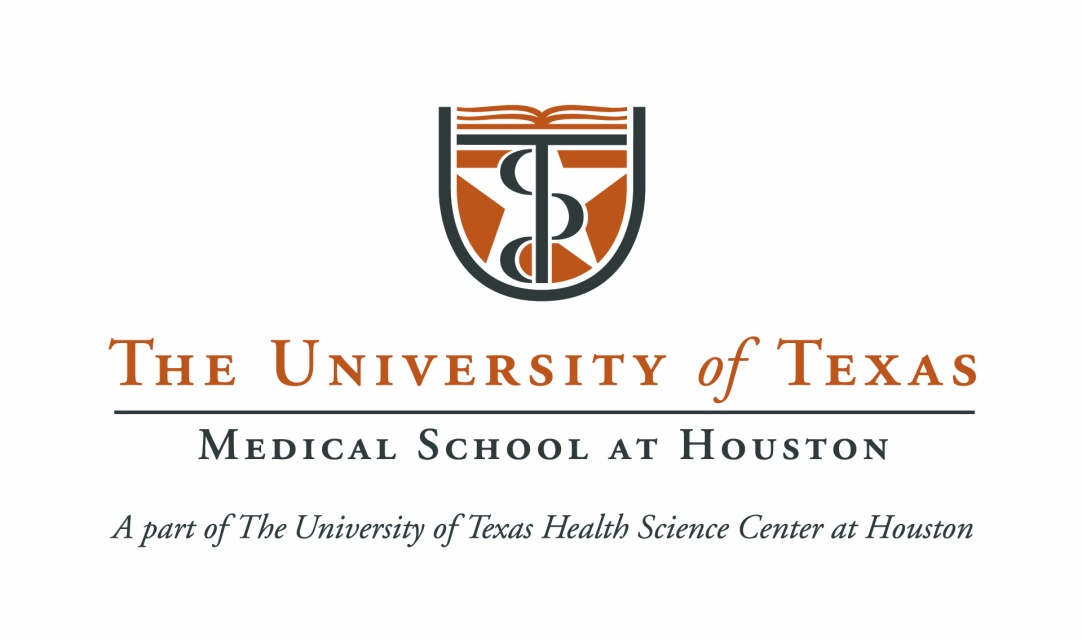 The University of Texas
Medical School at Houston
A part of The University of Texas Health Science Center at Houston